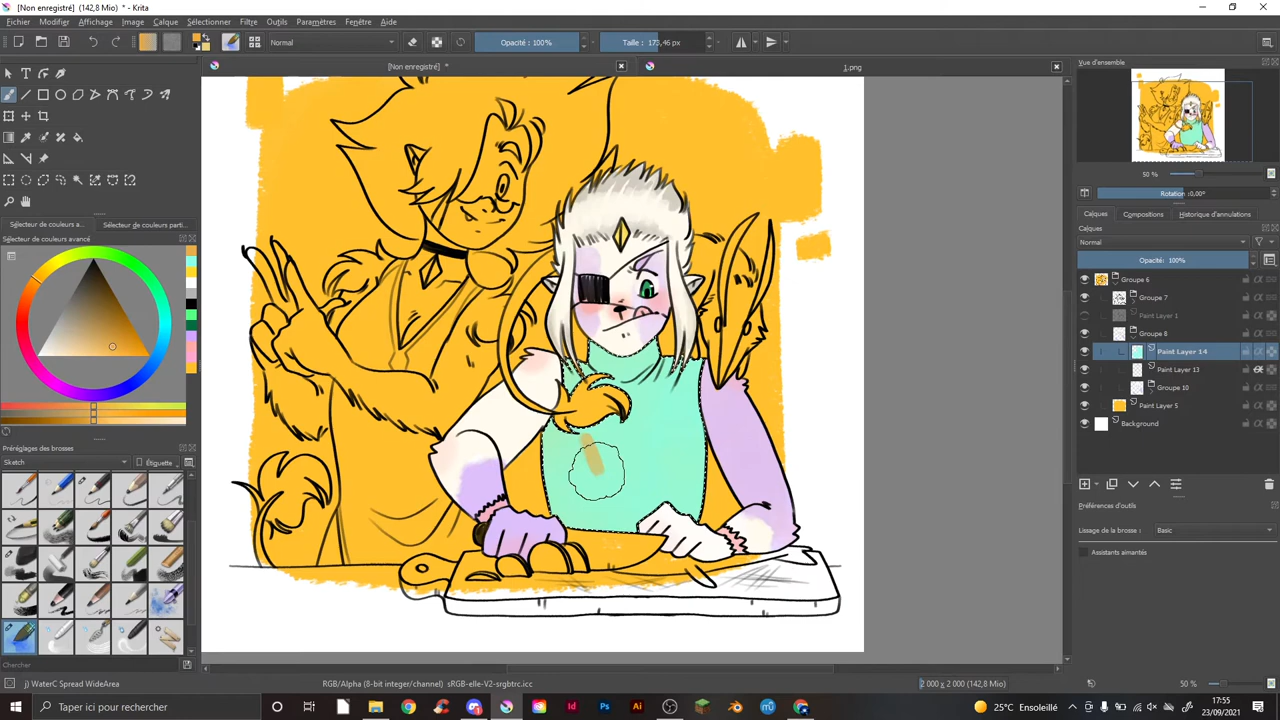 [Non enregistré] (142,8 Mio) * - Krita
Fichier Modifier Affichage Image Calque Sélectionner Filtre Outils Paramètres Fenêtre Aide
Normal Opacité : 100% Taille : 173,46 px
[Non enregistré] * 1.png
Vue d'ensemble
50 %
Rotation : 0,00°
Sélecteur de couleurs a... Sélecteur de couleurs parti...
Sélecteur de couleurs avancé
Calques Compositions Historique d'annulations
Calques
Normal
Opacité: 100%
Groupe 6
Groupe 7
Paint Layer 1
Groupe 8
Paint Layer 14
Paint Layer 13
Groupe 10
Paint Layer 5
Background
Préréglages des brosses
Sketch Étiquette
Préférences d'outils
Lissage de la brosse : Basic
Assistants aimantés
Chercher
j) WaterC Spread WideArea RGB/Alpha (8-bit integer/channel) sRGB-elle-V2-srgbtrc.icc 2 000 x 2 000 (142,8 Mio) 50 %
Taper ici pour rechercher Id Ps Ai 25°C Ensoleillé 17:55
23/09/2021